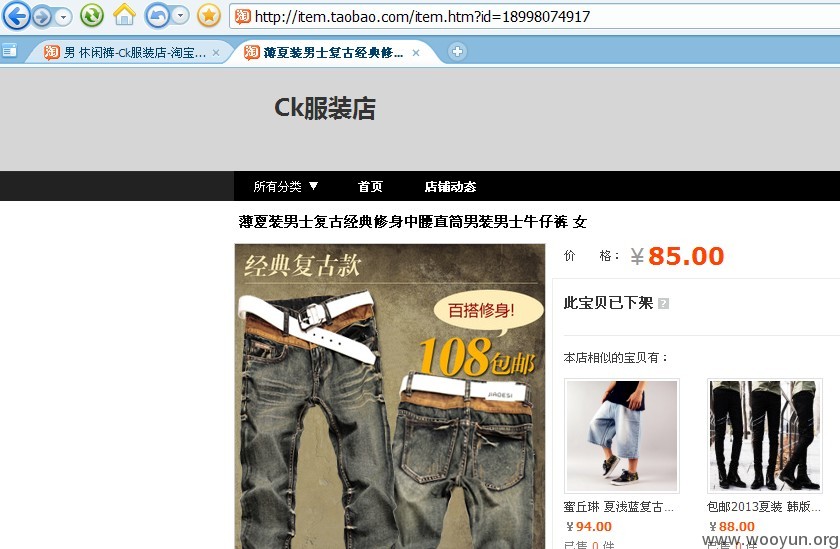 http://item.taobao.com/item.htm?id=18998074917
淘 男 休闲裤-Ck服装店-淘宝... ×
淘 薄夏装男士复古经典修... ×
Ck服装店
所有分类 ▼ 首页 店铺动态
薄夏装男士复古经典修身中腰直筒男装男士牛仔裤 女
经典复古款
百搭修身!
108包邮
JIAOESI
价 格： ¥85.00
此宝贝已下架 ?
本店相似的宝贝有：
蜜丘琳 夏浅蓝复古...
¥94.00
已售 0 件
包邮2013夏装 韩版...
¥88.00
www.wooyun.org